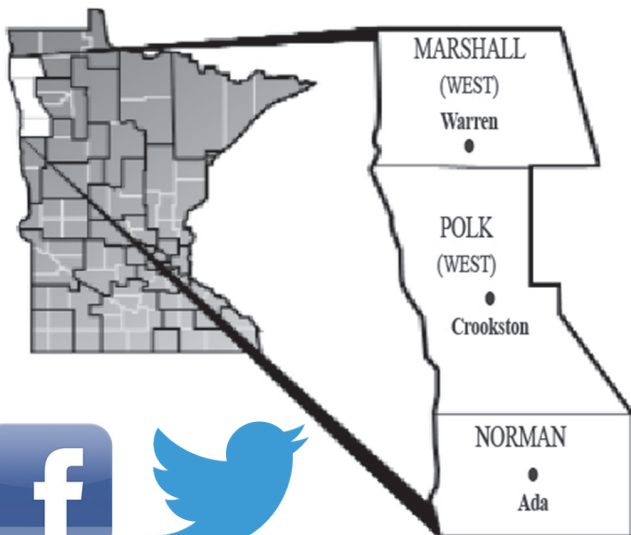 MARSHALL
(WEST)
Warren
POLK
(WEST)
Crookston
NORMAN
Ada
f